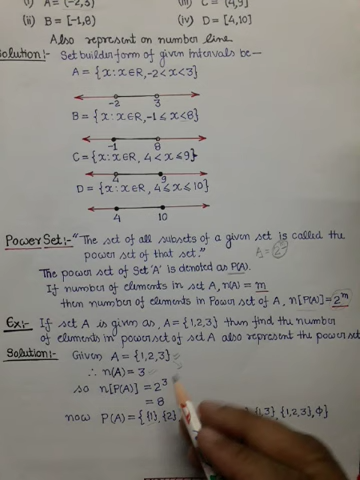 (i) A = (-2,3) (iii) C = (4,9]
(ii) B = [-1,8) (iv) D = [4,10]
Also represent on number line
Solution:- Set builder form of given Intervals be—
A = {x: x∈R, -2 < x < 3}
-2 3
B = {x: x∈R, -1 ≤ x < 8}
-1 8
C = {x: x∈R, 4 < x ≤ 9}
4 9
D = {x: x∈R, 4 ≤ x ≤ 10}
4 10
Power Set:- "The set of all subsets of a given set is called the
power set of that set."
The power set of Set 'A' is denoted as P(A).
If number of elements in set A, n(A) = m
then number of elements in Power set of A, n[P(A)] = 2^m
Ex:- If set A is given as, A = {1,2,3} then find the number
of elements in power set of set A also represent the power set
Solution:- Given A = {1,2,3}
∴ n(A) = 3
so n[P(A)] = 2³
= 8
now P(A) = {{1}, {2}, 3}, {1,2,3}, ϕ}